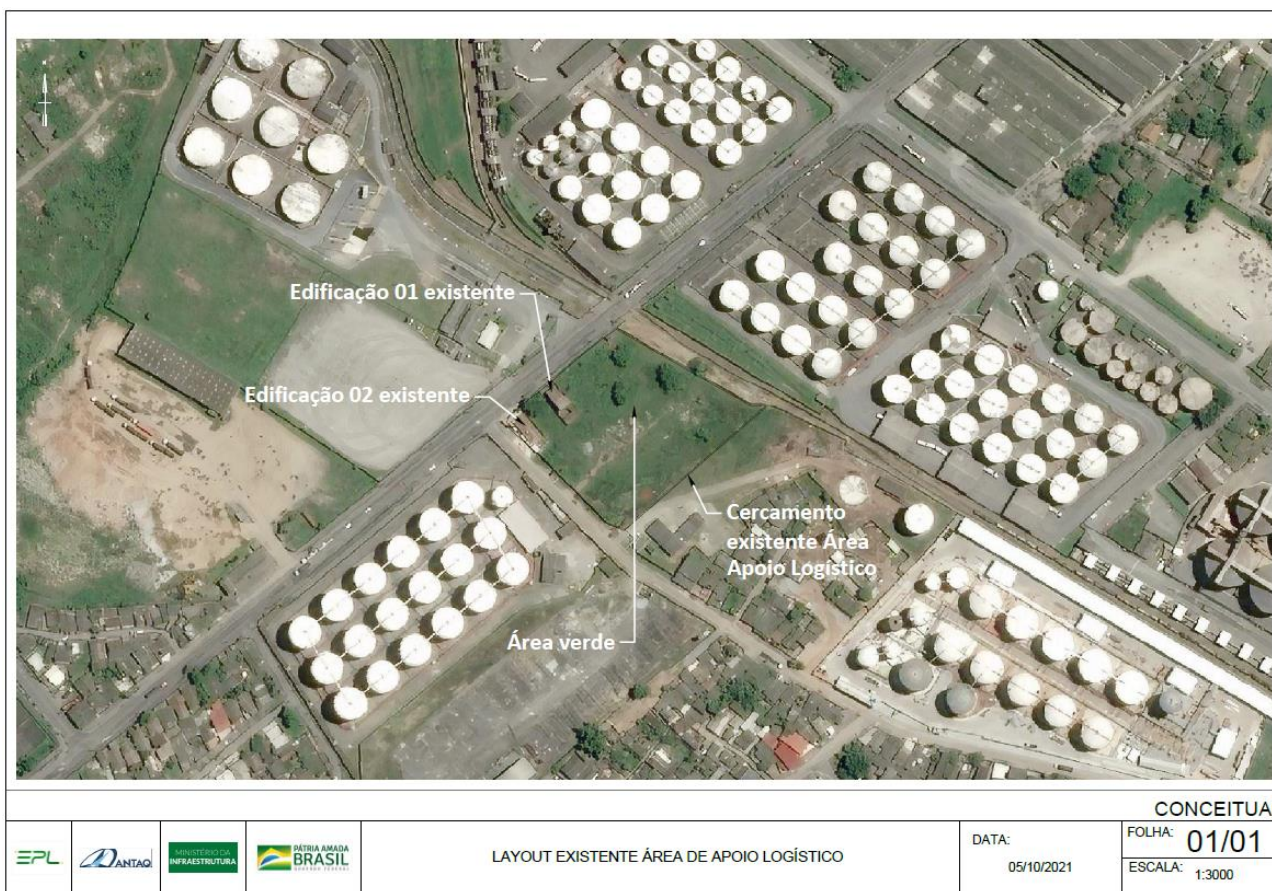 Edificação 01 existente
Edificação 02 existente
Cercamento
existente Área
Apoio Logístico
Área verde
CONCEITUA
EPL
ANTAQ
MINISTÉRIO DA
INFRAESTRUTURA
PÁTRIA AMADA
BRASIL
GOVERNO FEDERAL
LAYOUT EXISTENTE ÁREA DE APOIO LOGÍSTICO
DATA:
05/10/2021
FOLHA: 01/01
ESCALA: 1:3000